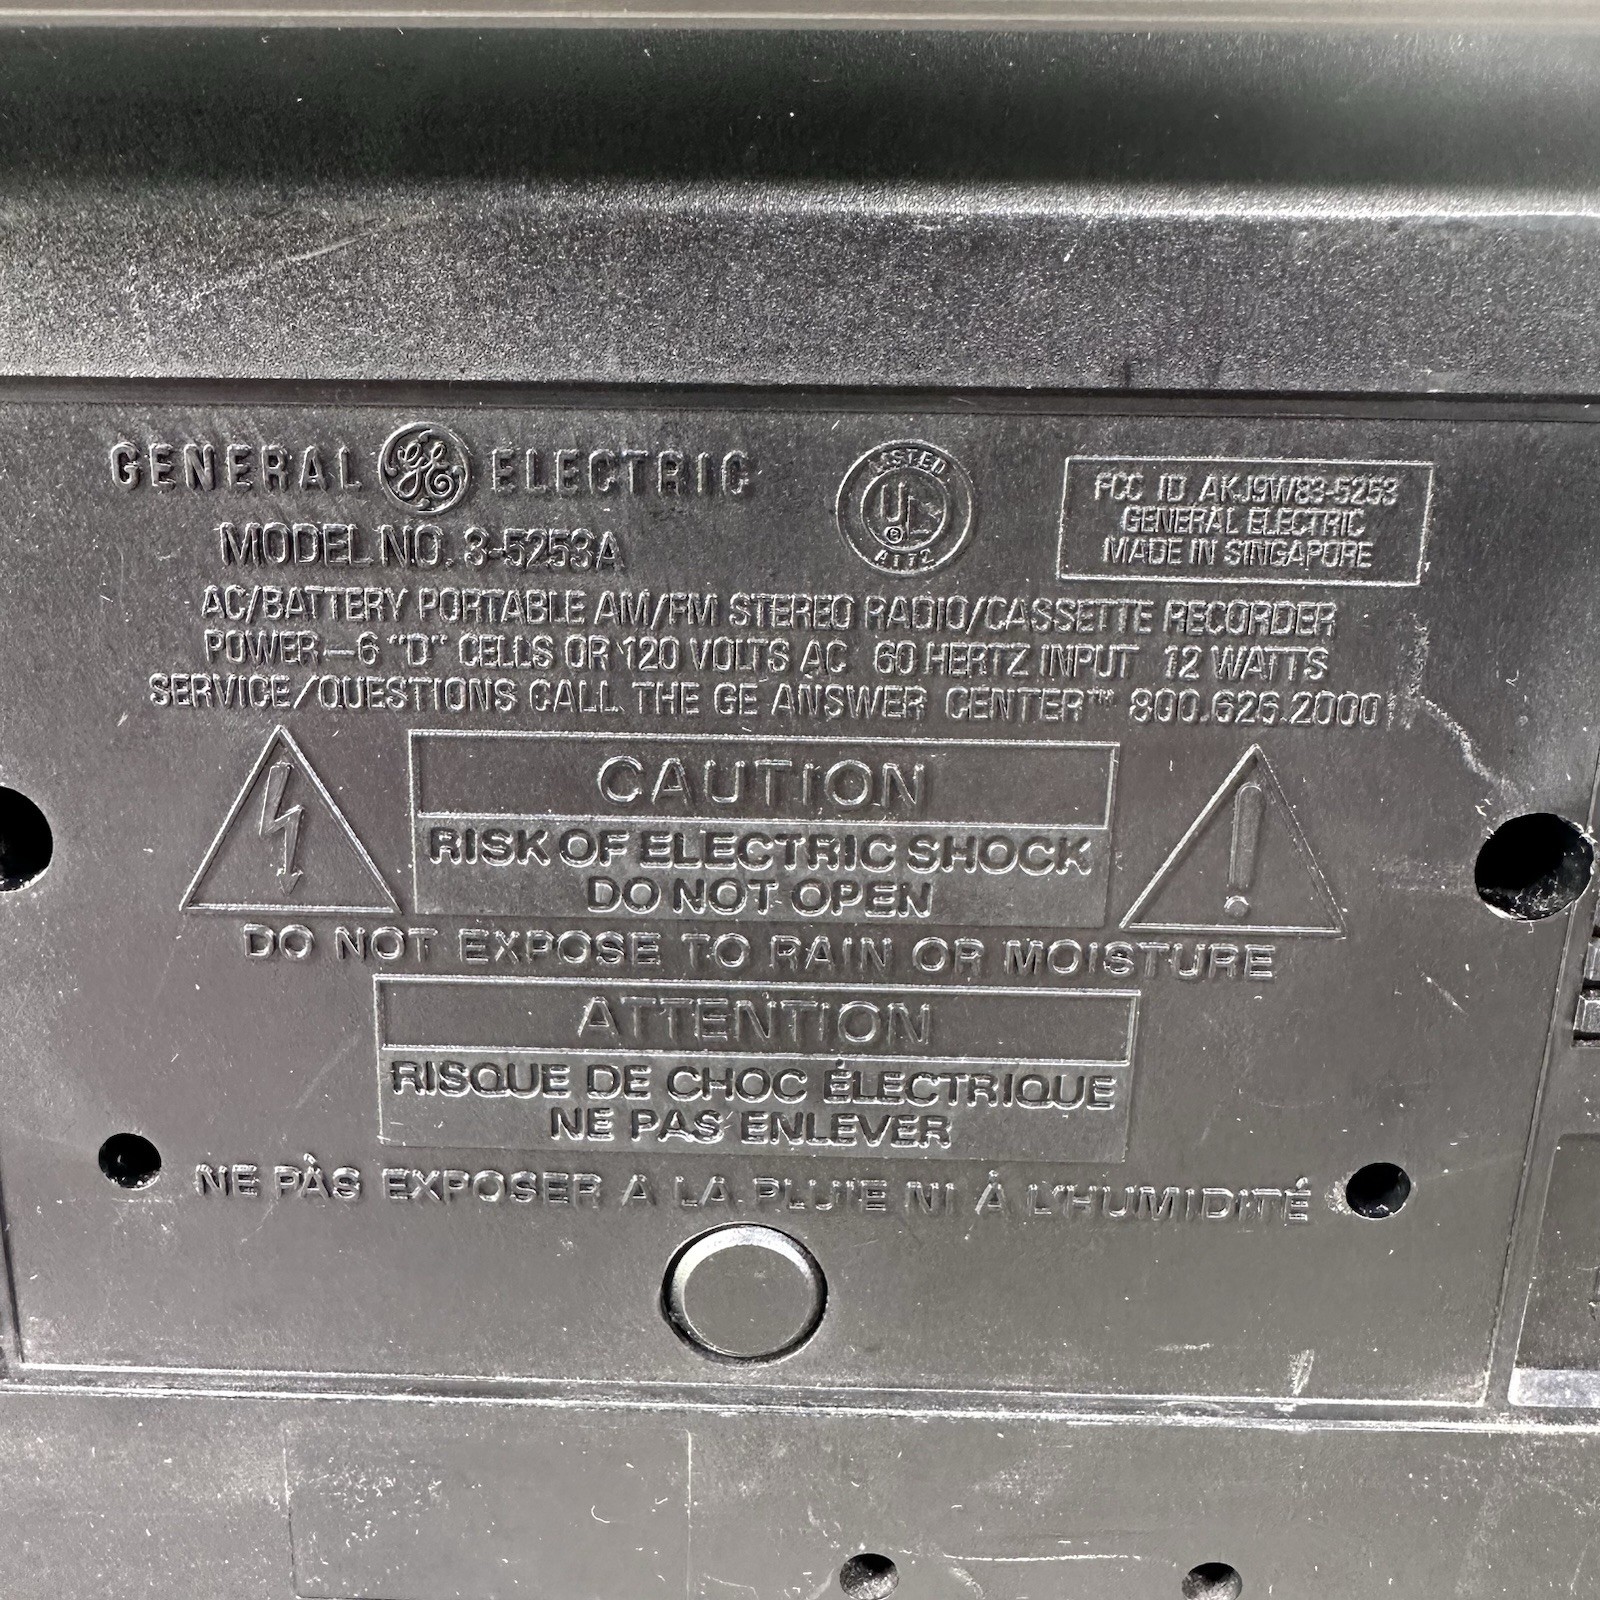 GENERAL GE ELECTRIC
MODEL NO. 3-5253A
LISTED
UL
®
A172
FCC ID AKJ9W83-5253
GENERAL ELECTRIC
MADE IN SINGAPORE
AC/BATTERY PORTABLE AM/FM STEREO RADIO/CASSETTE RECORDER
POWER—6 "D" CELLS OR 120 VOLTS AC 60 HERTZ INPUT 12 WATTS
SERVICE/QUESTIONS CALL THE GE ANSWER CENTER™ 800.626.2000
CAUTION
RISK OF ELECTRIC SHOCK
DO NOT OPEN
DO NOT EXPOSE TO RAIN OR MOISTURE
ATTENTION
RISQUE DE CHOC ÉLECTRIQUE
NE PAS ENLEVER
NE PÀS EXPOSER A LA PLUIE NI À L'HUMIDITÉ